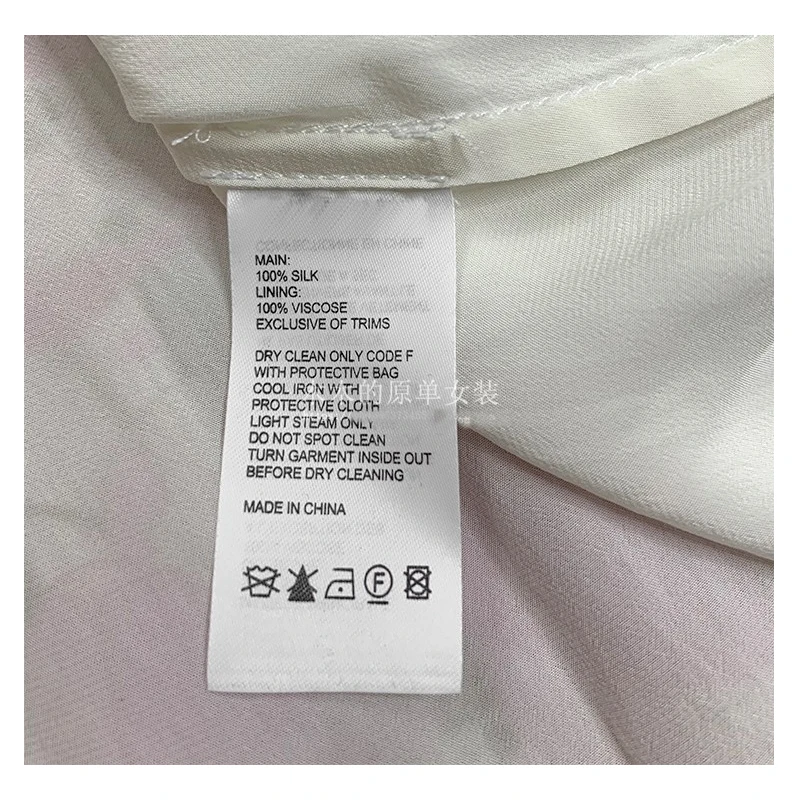 MAIN:
100% SILK
LINING:
100% VISCOSE
EXCLUSIVE OF TRIMS
DRY CLEAN ONLY CODE F
WITH PROTECTIVE BAG
COOL IRON WITH
PROTECTIVE CLOTH
LIGHT STEAM ONLY
DO NOT SPOT CLEAN
TURN GARMENT INSIDE OUT
BEFORE DRY CLEANING
MADE IN CHINA
F
木的原单女装